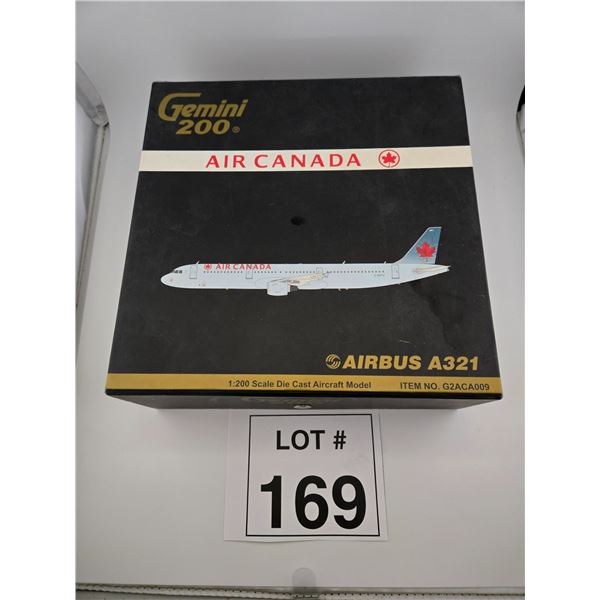 Gemini
200®
AIR CANADA
AIR CANADA
AIRBUS A321
1:200 Scale Die Cast Aircraft Model ITEM NO. G2ACA009
LOT #
169